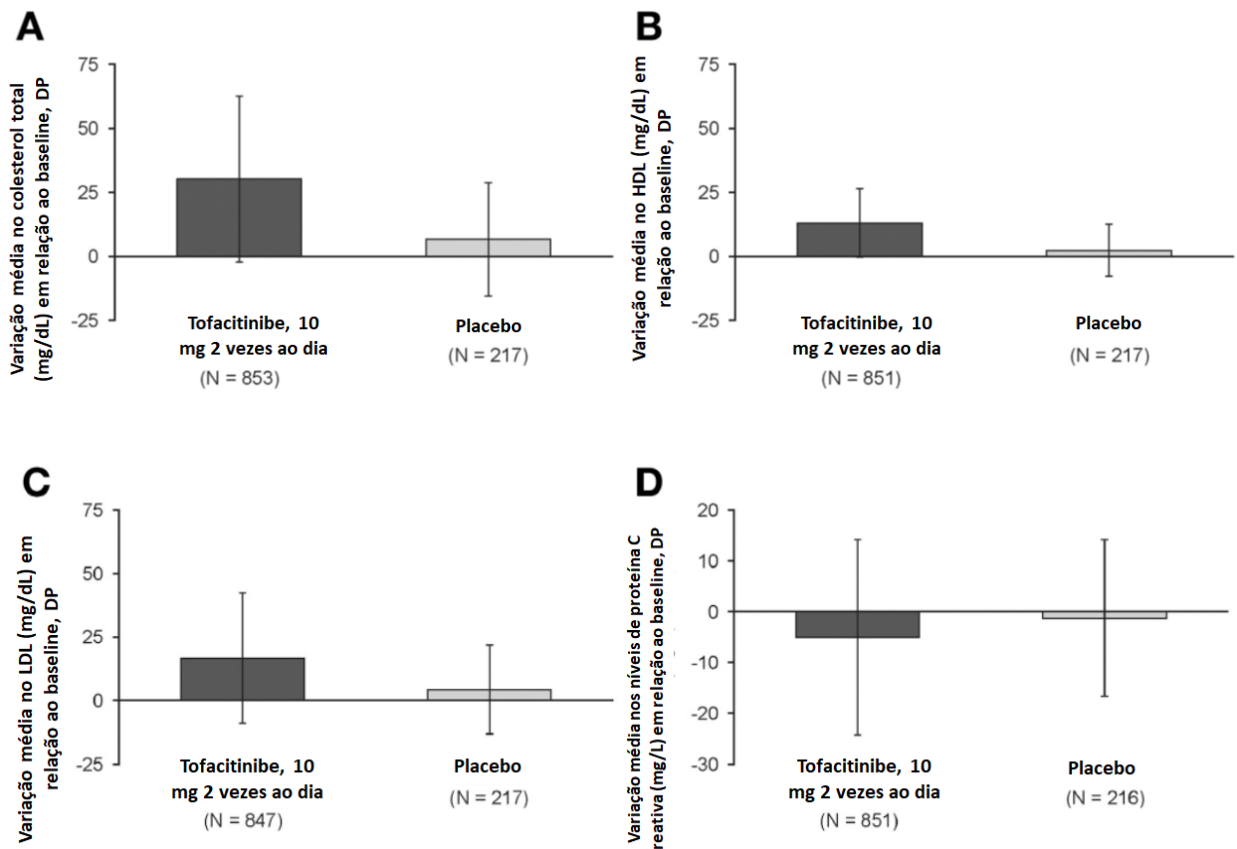 A
Variação média no colesterol total
(mg/dL) em relação ao baseline, DP
75
50
25
0
-25
Tofacitinibe, 10
mg 2 vezes ao dia
(N = 853)
Placebo
(N = 217)
B
Variação média no HDL (mg/dL) em
relação ao baseline, DP
75
50
25
0
-25
Tofacitinibe, 10
mg 2 vezes ao dia
(N = 851)
Placebo
(N = 217)
C
Variação média no LDL (mg/dL) em
relação ao baseline, DP
75
50
25
0
-25
Tofacitinibe, 10
mg 2 vezes ao dia
(N = 847)
Placebo
(N = 217)
D
Variação média nos níveis de proteína C
reativa (mg/L) em relação ao baseline, DP
20
10
0
-10
-20
-30
Tofacitinibe, 10
mg 2 vezes ao dia
(N = 851)
Placebo
(N = 216)